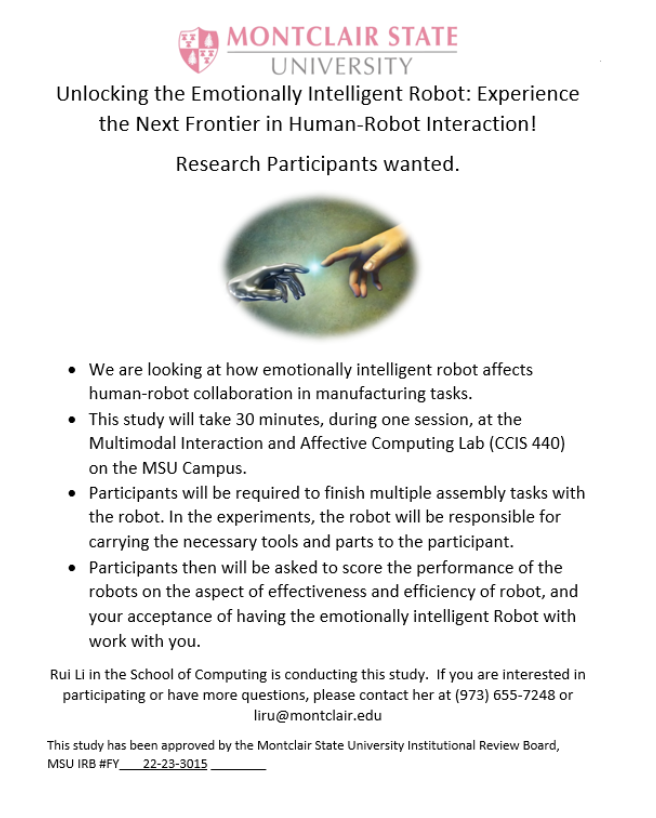 MONTCLAIR STATE
UNIVERSITY
Unlocking the Emotionally Intelligent Robot: Experience
the Next Frontier in Human-Robot Interaction!
Research Participants wanted.
• We are looking at how emotionally intelligent robot affects
human-robot collaboration in manufacturing tasks.
• This study will take 30 minutes, during one session, at the
Multimodal Interaction and Affective Computing Lab (CCIS 440)
on the MSU Campus.
• Participants will be required to finish multiple assembly tasks with
the robot. In the experiments, the robot will be responsible for
carrying the necessary tools and parts to the participant.
• Participants then will be asked to score the performance of the
robots on the aspect of effectiveness and efficiency of robot, and
your acceptance of having the emotionally intelligent Robot with
work with you.
Rui Li in the School of Computing is conducting this study. If you are interested in
participating or have more questions, please contact her at (973) 655-7248 or
liru@montclair.edu
This study has been approved by the Montclair State University Institutional Review Board,
MSU IRB #FY___22-23-3015 ________